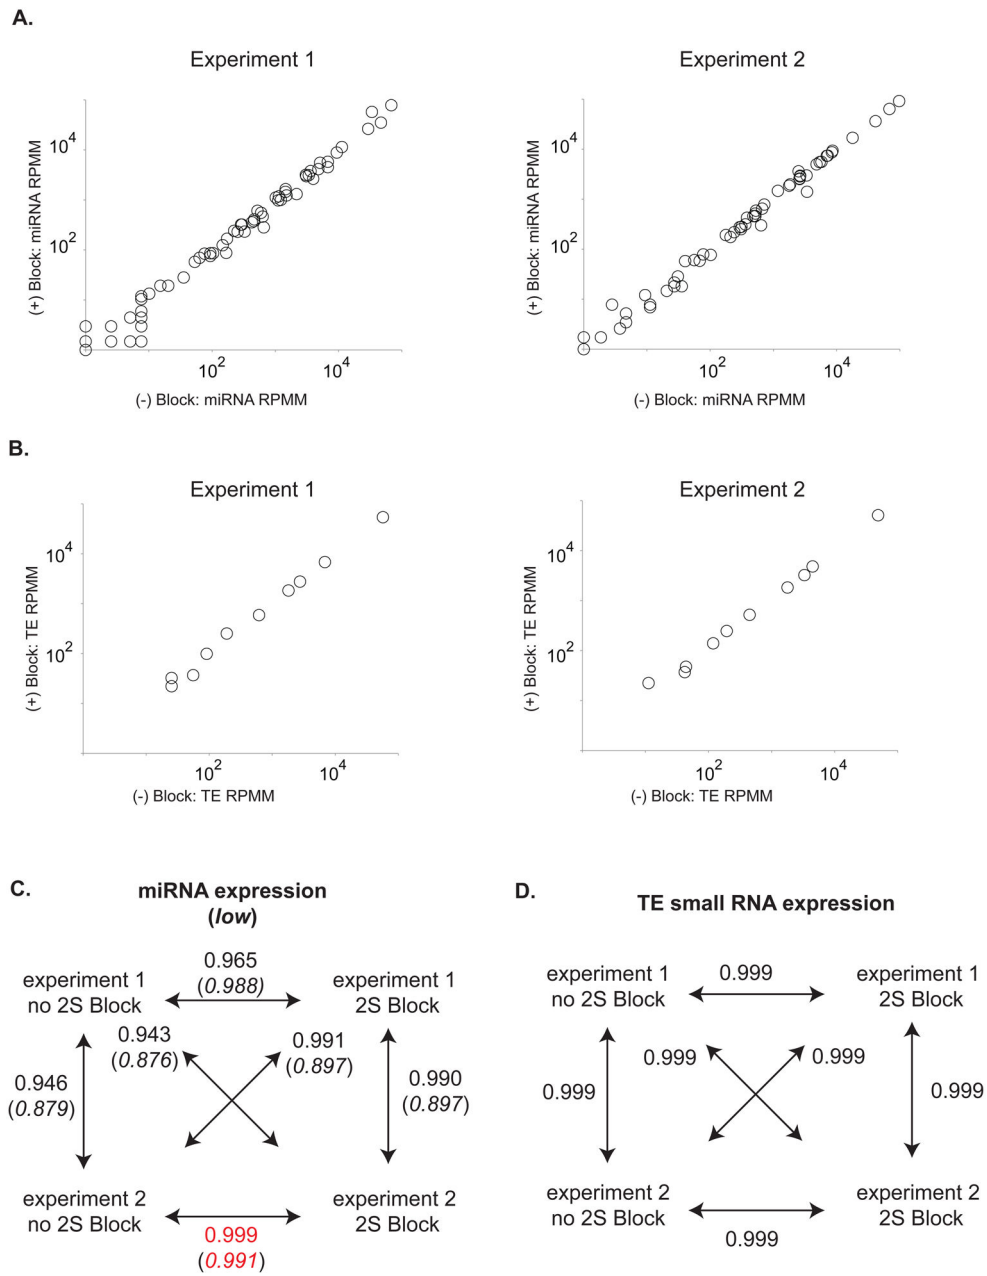 A.
Experiment 1
Experiment 2
(+) Block: miRNA RPMM
10^4
10^2
10^2
10^4
(-) Block: miRNA RPMM
(+) Block: miRNA RPMM
10^4
10^2
10^2
10^4
(-) Block: miRNA RPMM
B.
Experiment 1
Experiment 2
(+) Block: TE RPMM
10^4
10^2
10^2
10^4
(-) Block: TE RPMM
(+) Block: TE RPMM
10^4
10^2
10^2
10^4
(-) Block: TE RPMM
C.
miRNA expression
(low)
experiment 1
no 2S Block
0.965
(0.988)
experiment 1
2S Block
0.943
(0.876)
0.991
(0.897)
0.946
(0.879)
0.990
(0.897)
experiment 2
no 2S Block
0.999
(0.991)
experiment 2
2S Block
D.
TE small RNA expression
experiment 1
no 2S Block
0.999
experiment 1
2S Block
0.999
0.999
0.999
0.999
experiment 2
no 2S Block
0.999
experiment 2
2S Block